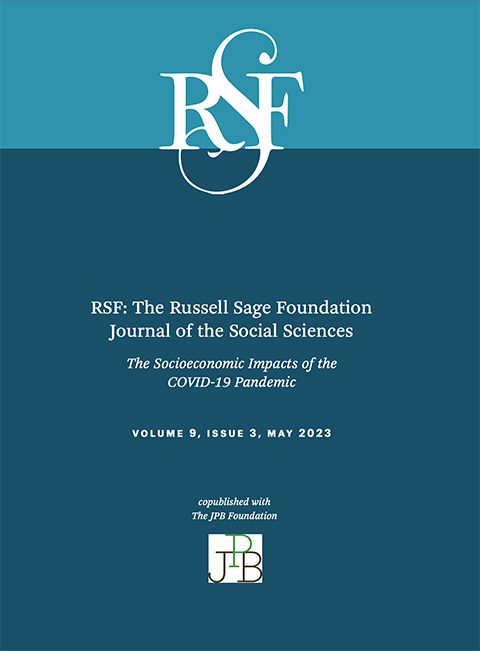 RSF
RSF: The Russell Sage Foundation
Journal of the Social Sciences
The Socioeconomic Impacts of the
COVID-19 Pandemic
VOLUME 9, ISSUE 3, MAY 2023
copublished with
The JPB Foundation
JPB